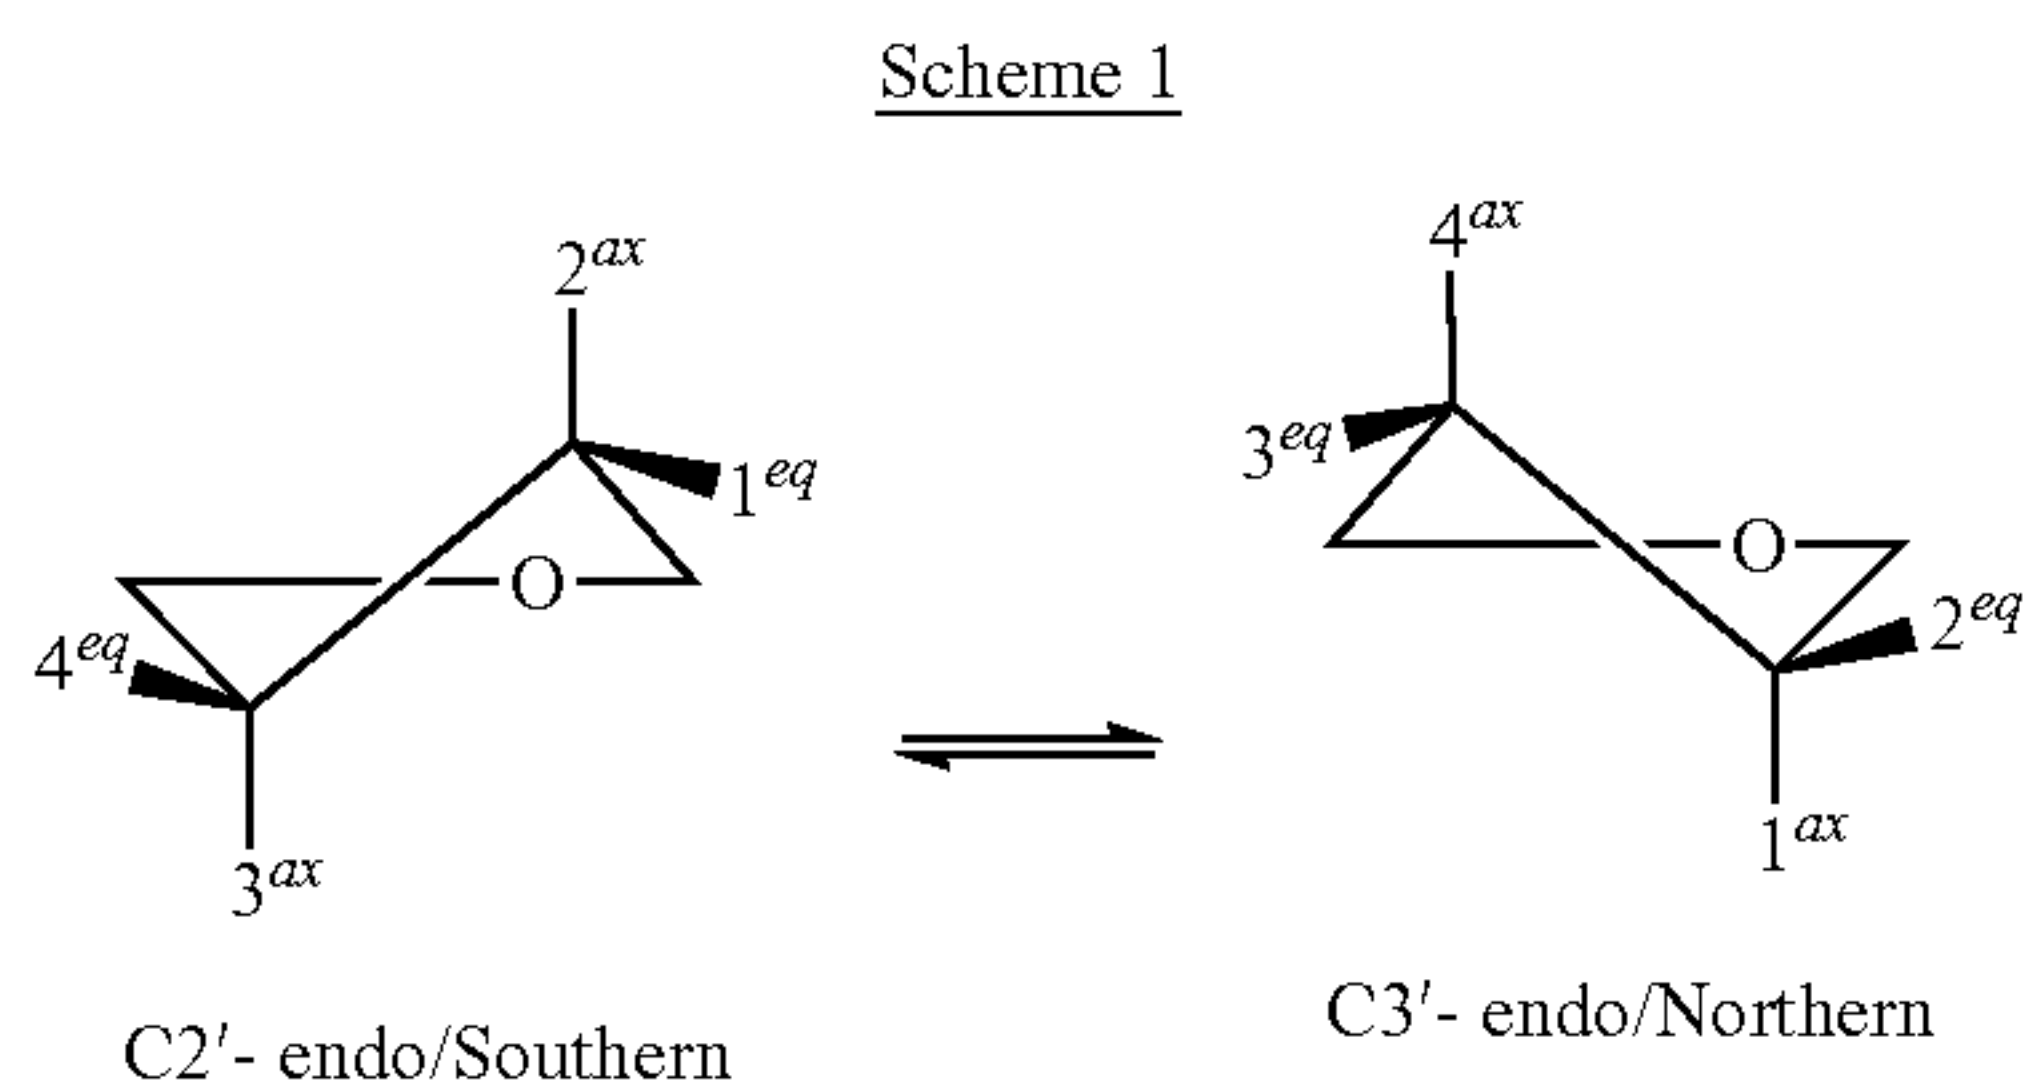 Scheme 1
2ax
1eq
O
4eq
3ax
C2′- endo/Southern
4ax
3eq
O
2eq
1ax
C3′- endo/Northern